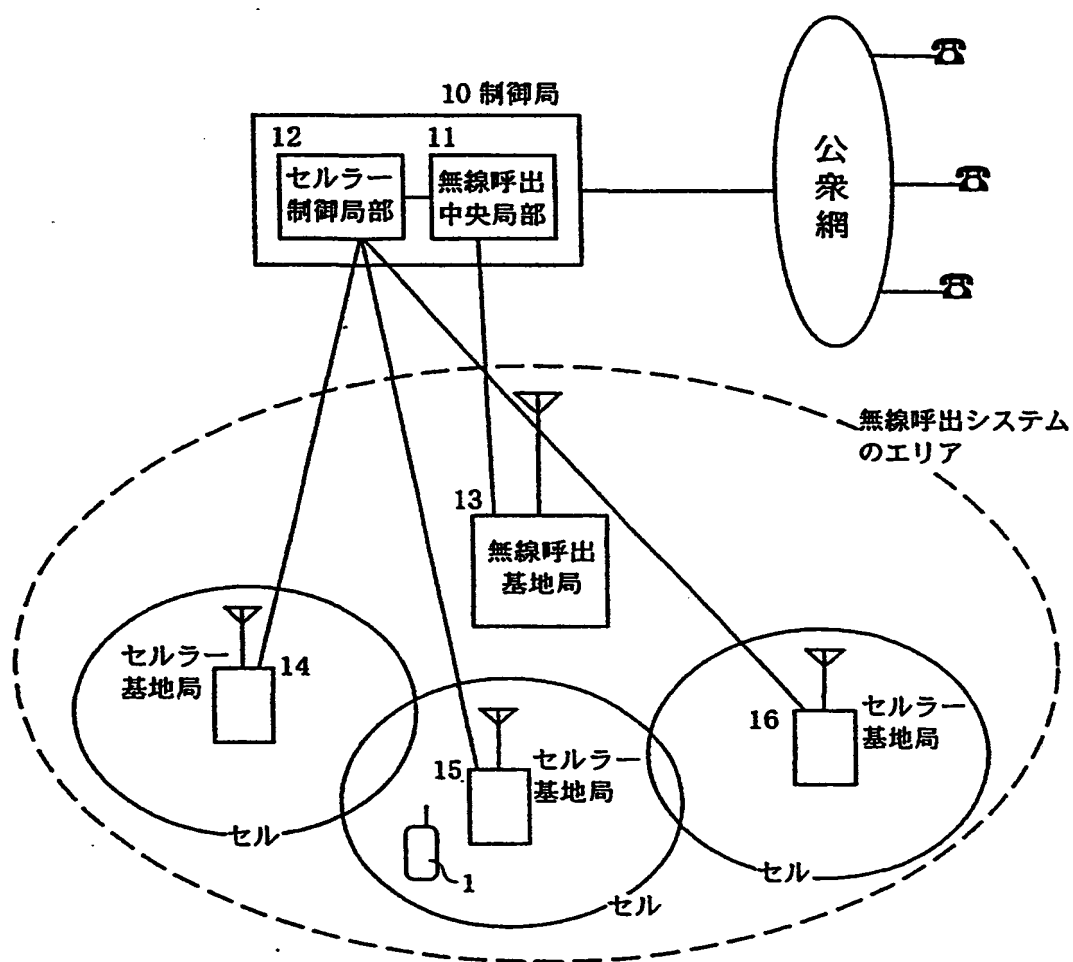 10 制御局
12
11
セルラー
制御局部
無線呼出
中央局部
公衆網
無線呼出システム
のエリア
13
無線呼出
基地局
セルラー
基地局
14
15
セルラー
基地局
16
セルラー
基地局
セル
1
セル
セル